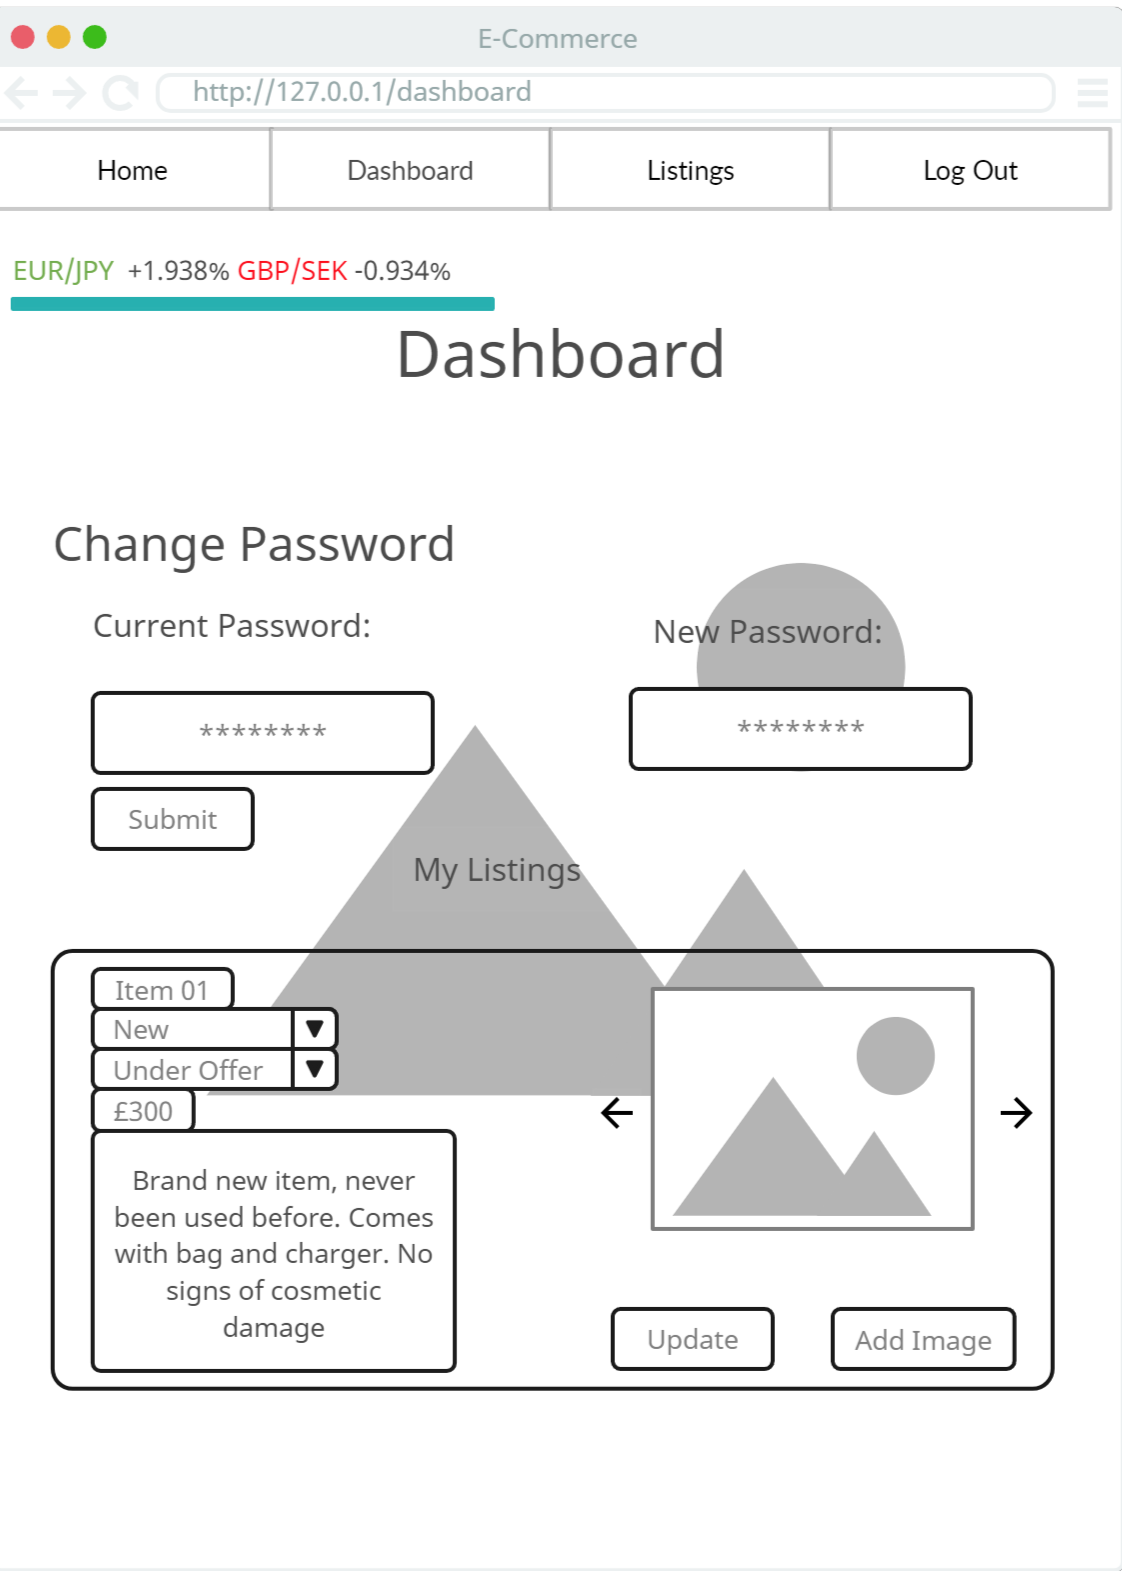 E-Commerce
http://127.0.0.1/dashboard
Home Dashboard Listings Log Out
EUR/JPY +1.938% GBP/SEK -0.934%
Dashboard
Change Password
Current Password: New Password:
******** ********
Submit
My Listings
Item 01
New
Under Offer
£300
Brand new item, never
been used before. Comes
with bag and charger. No
signs of cosmetic
damage
Update Add Image